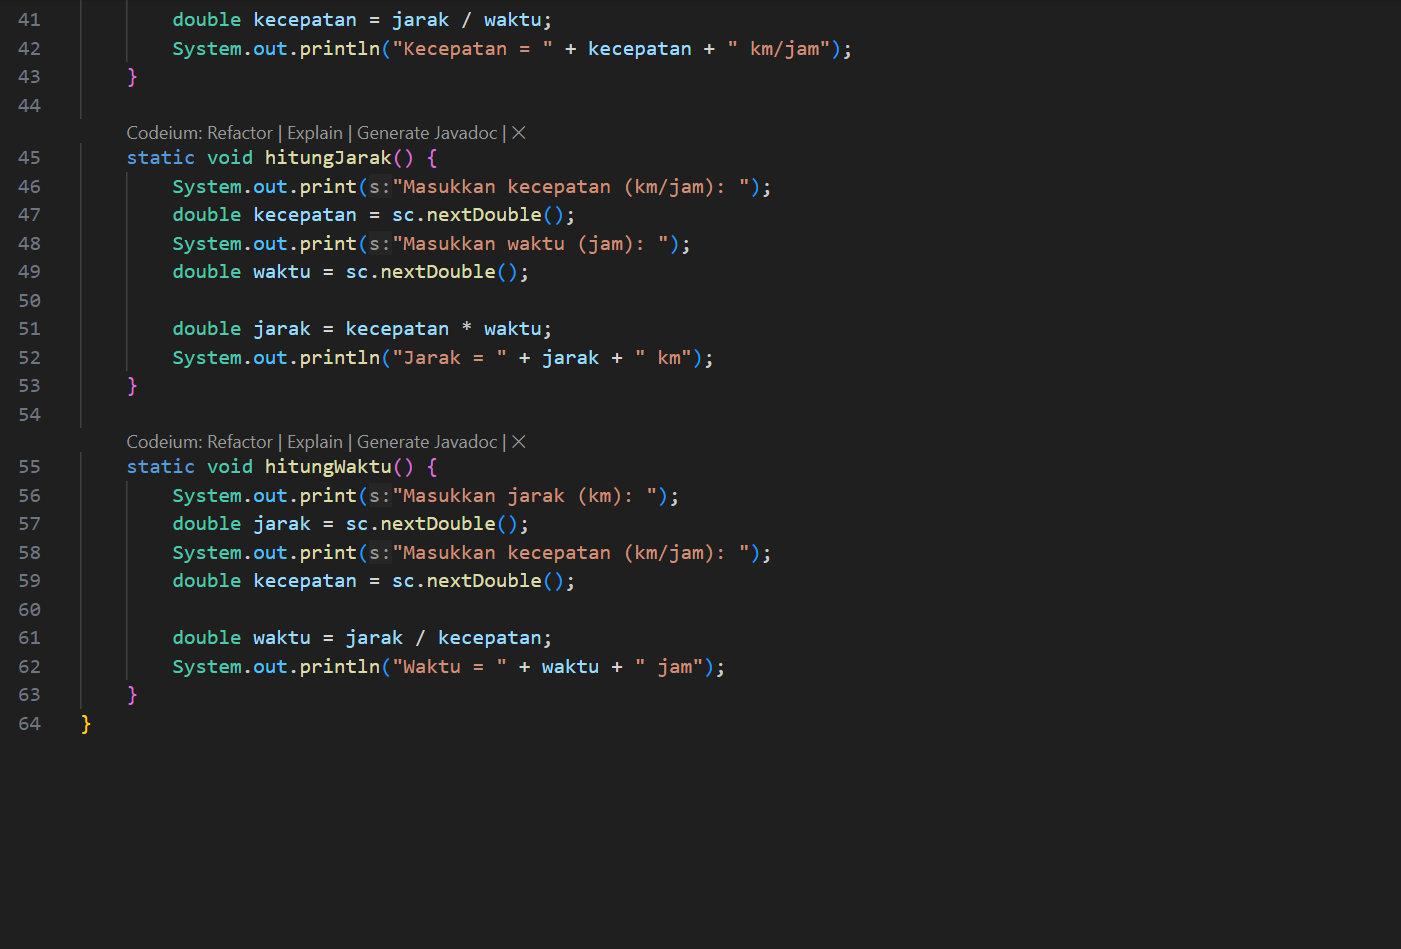 41 double kecepatan = jarak / waktu;
42 System.out.println("Kecepatan = " + kecepatan + " km/jam");
43 }
44
Codeium: Refactor | Explain | Generate Javadoc | ×
45 static void hitungJarak() {
46 System.out.print(s:"Masukkan kecepatan (km/jam): ");
47 double kecepatan = sc.nextDouble();
48 System.out.print(s:"Masukkan waktu (jam): ");
49 double waktu = sc.nextDouble();
50
51 double jarak = kecepatan * waktu;
52 System.out.println("Jarak = " + jarak + " km");
53 }
54
Codeium: Refactor | Explain | Generate Javadoc | ×
55 static void hitungWaktu() {
56 System.out.print(s:"Masukkan jarak (km): ");
57 double jarak = sc.nextDouble();
58 System.out.print(s:"Masukkan kecepatan (km/jam): ");
59 double kecepatan = sc.nextDouble();
60
61 double waktu = jarak / kecepatan;
62 System.out.println("Waktu = " + waktu + " jam");
63 }
64 }